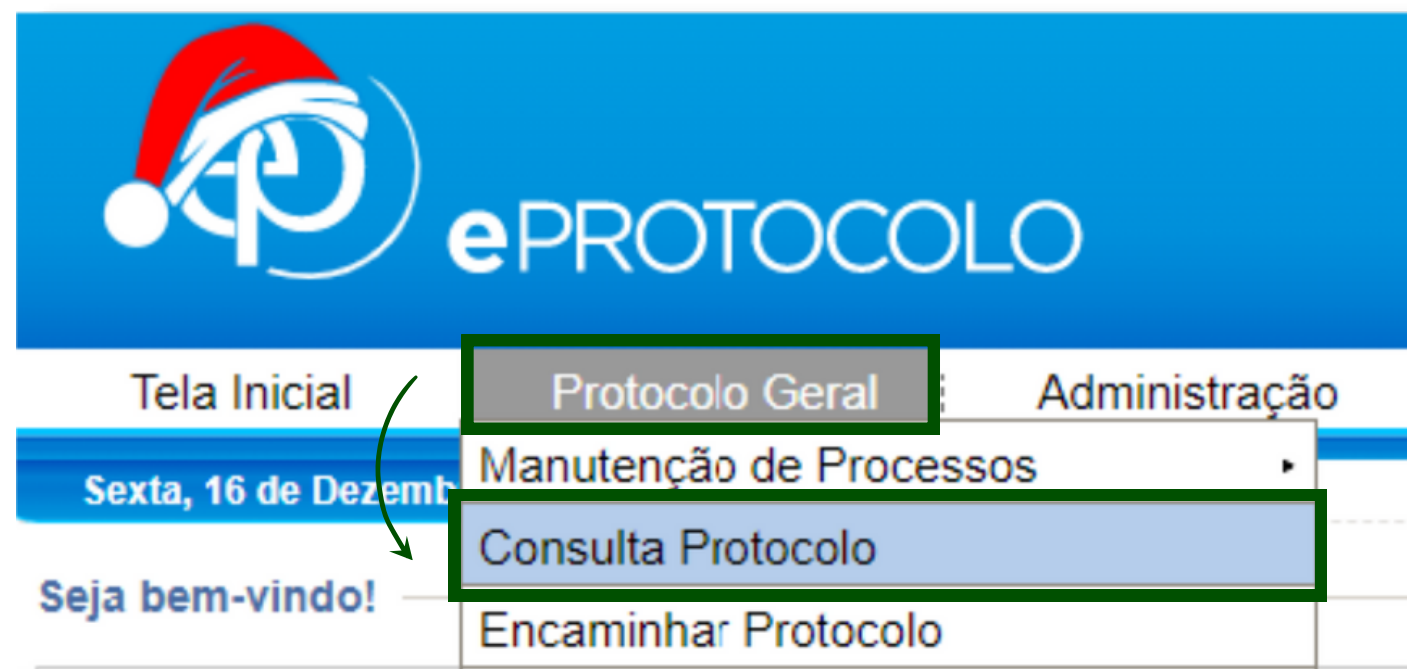 ePROTOCOLO
Tela Inicial
Protocolo Geral
Administração
Manutenção de Processos
Sexta, 16 de
Consulta Protocolo
Seja bem-vindo!
Encaminhar Protocolo